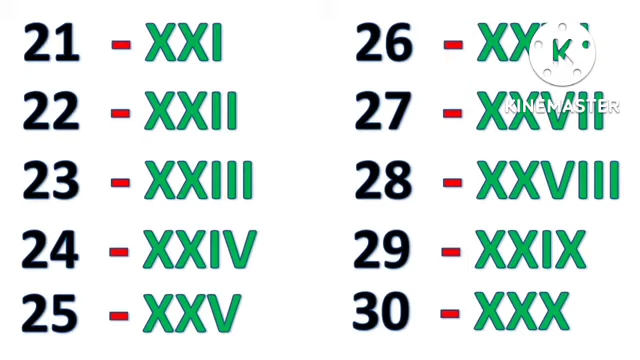 21 - XXI
22 - XXII
23 - XXIII
24 - XXIV
25 - XXV
26 -
27 - XXVII
28 - XXVIII
29 - XXIX
30 - XXX
K
KINEMASTER